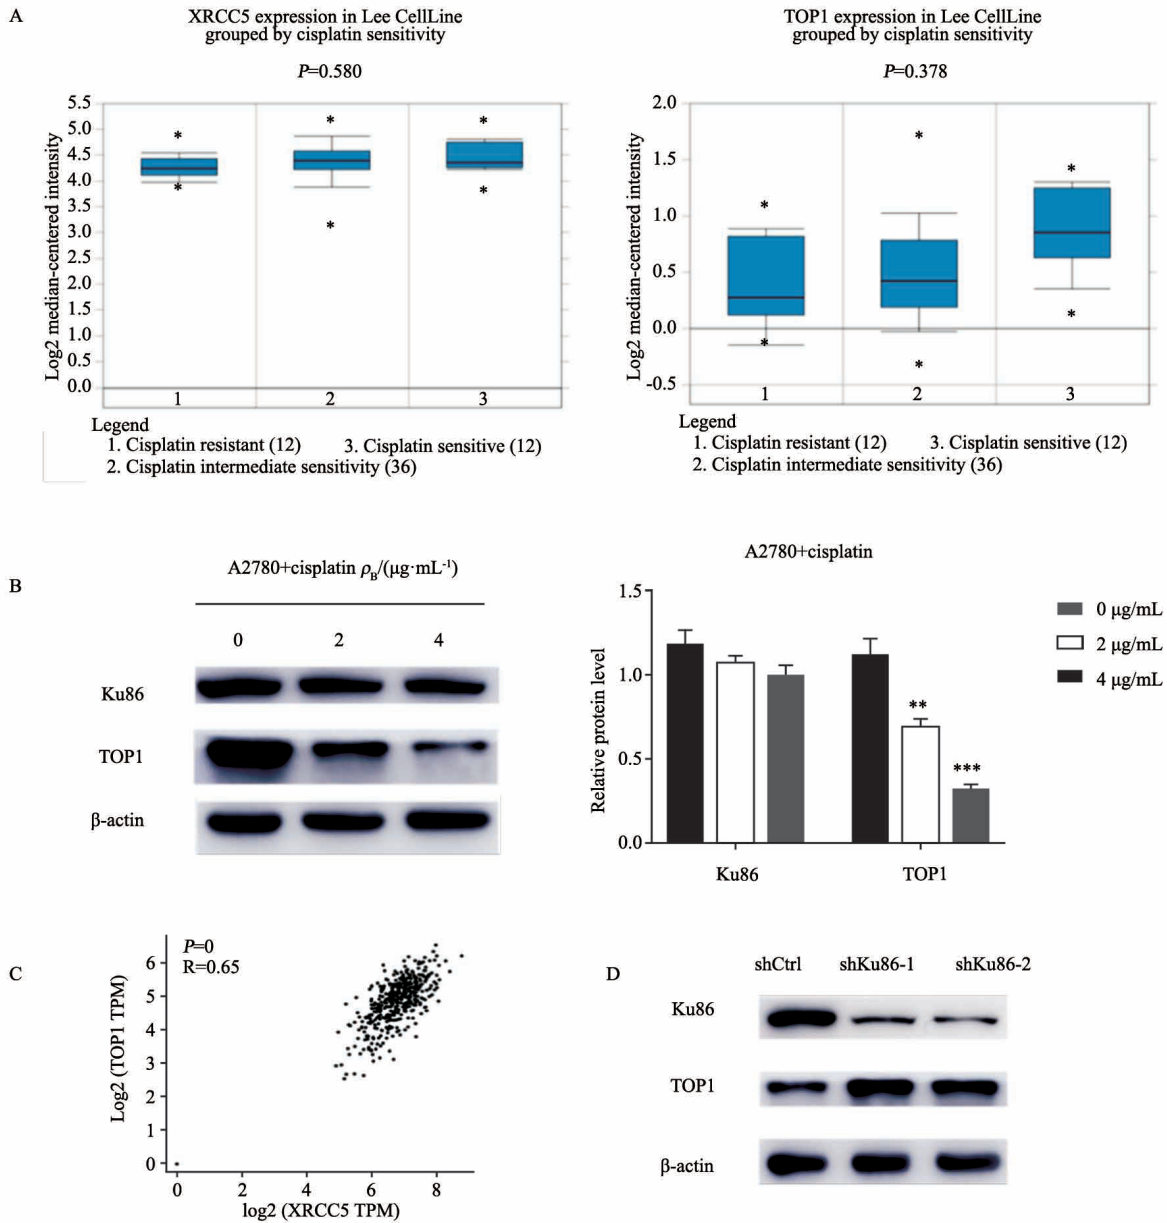 A
XRCC5 expression in Lee CellLine
grouped by cisplatin sensitivity
P=0.580
Log2 median-centered intensity
5.5
5.0
4.5
4.0
3.5
3.0
2.5
2.0
1.5
1.0
0.5
0.0
* * *
* * *
1 2 3
Legend
1. Cisplatin resistant (12) 3. Cisplatin sensitive (12)
2. Cisplatin intermediate sensitivity (36)
TOP1 expression in Lee CellLine
grouped by cisplatin sensitivity
P=0.378
Log2 median-centered intensity
2.0
1.5
1.0
0.5
0.0
-0.5
* * *
* * *
1 2 3
Legend
1. Cisplatin resistant (12) 3. Cisplatin sensitive (12)
2. Cisplatin intermediate sensitivity (36)
B
A2780+cisplatin ρB/(μg·mL-1)
0 2 4
Ku86
TOP1
β-actin
A2780+cisplatin
Relative protein level
1.5
1.0
0.5
0.0
**
***
Ku86 TOP1
0 μg/mL
2 μg/mL
4 μg/mL
C
P=0
R=0.65
Log2 (TOP1 TPM)
6
5
4
3
2
1
0
0 2 4 6 8
log2 (XRCC5 TPM)
D
shCtrl shKu86-1 shKu86-2
Ku86
TOP1
β-actin